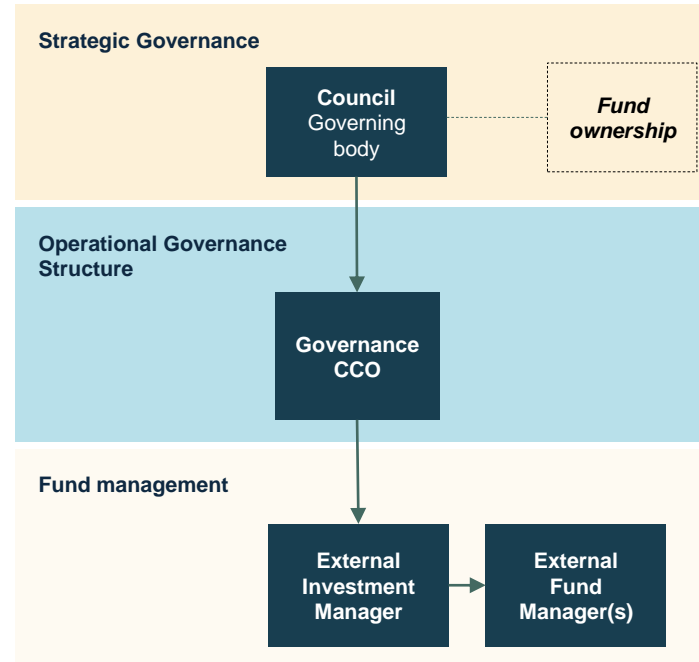 Strategic Governance
Council
Governing
body
Fund
ownership
Operational Governance
Structure
Governance
CCO
Fund management
External
Investment
Manager
External
Fund
Manager(s)